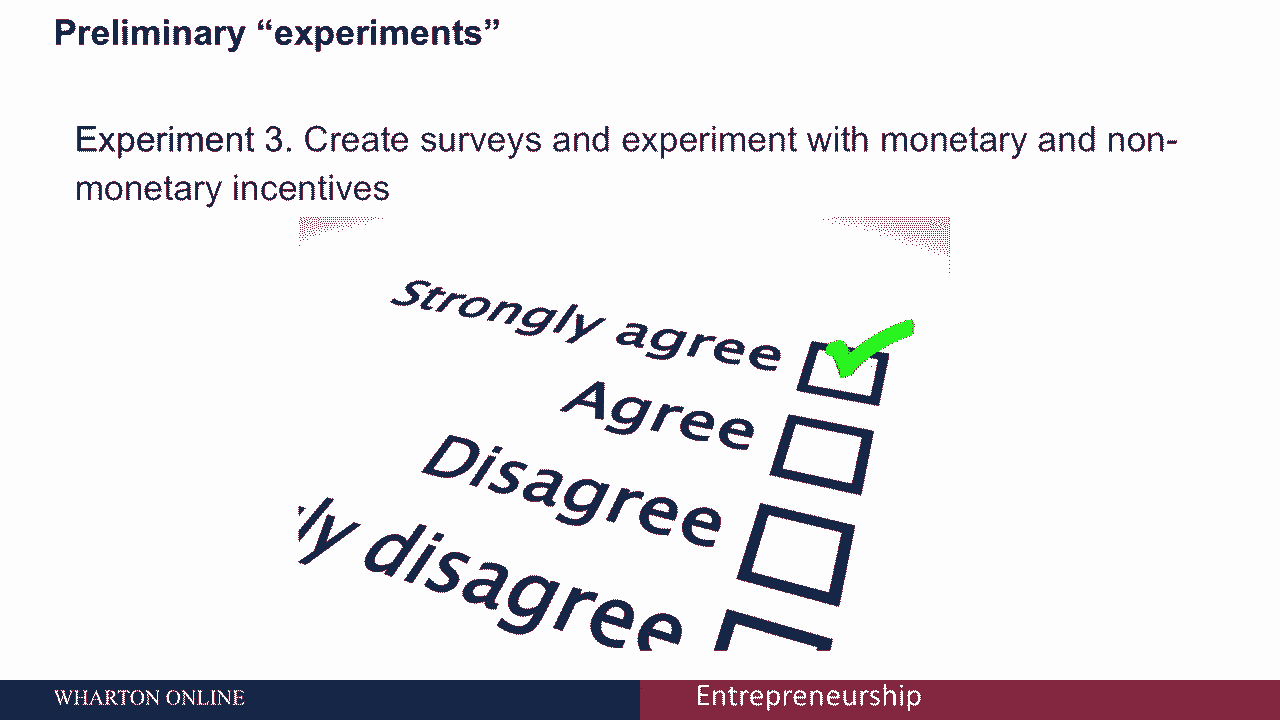 Preliminary “experiments”
Experiment 3. Create surveys and experiment with monetary and non-
monetary incentives
Strongly agree
Agree
Disagree
disagree
WHARTON ONLINE
Entrepreneurship